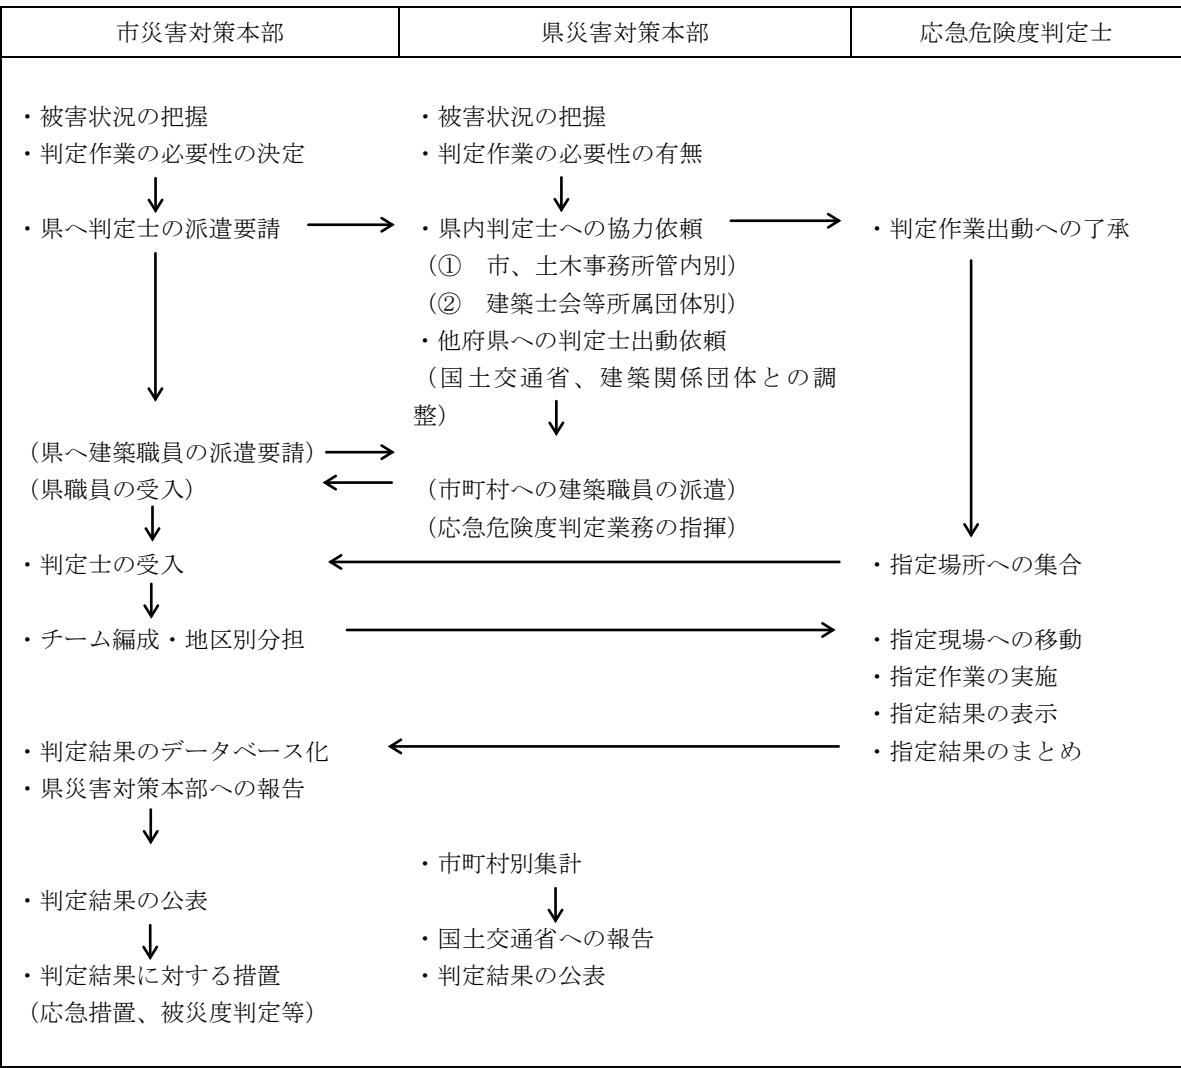 市災害対策本部
県災害対策本部
応急危険度判定士
・被害状況の把握
・判定作業の必要性の決定
・県へ判定士の派遣要請
（県へ建築職員の派遣要請）
（県職員の受入）
・判定士の受入
・チーム編成・地区別分担
・判定結果のデータベース化
・県災害対策本部への報告
・判定結果の公表
・判定結果に対する措置
（応急措置、被災度判定等）
・被害状況の把握
・判定作業の必要性の有無
・県内判定士への協力依頼
（①　市、土木事務所管内別）
（②　建築士会等所属団体別）
・他府県への判定士出動依頼
（国土交通省、建築関係団体との調
整）
（市町村への建築職員の派遣）
（応急危険度判定業務の指揮）
・市町村別集計
・国土交通省への報告
・判定結果の公表
・判定作業出動への了承
・指定場所への集合
・指定現場への移動
・指定作業の実施
・指定結果の表示
・指定結果のまとめ